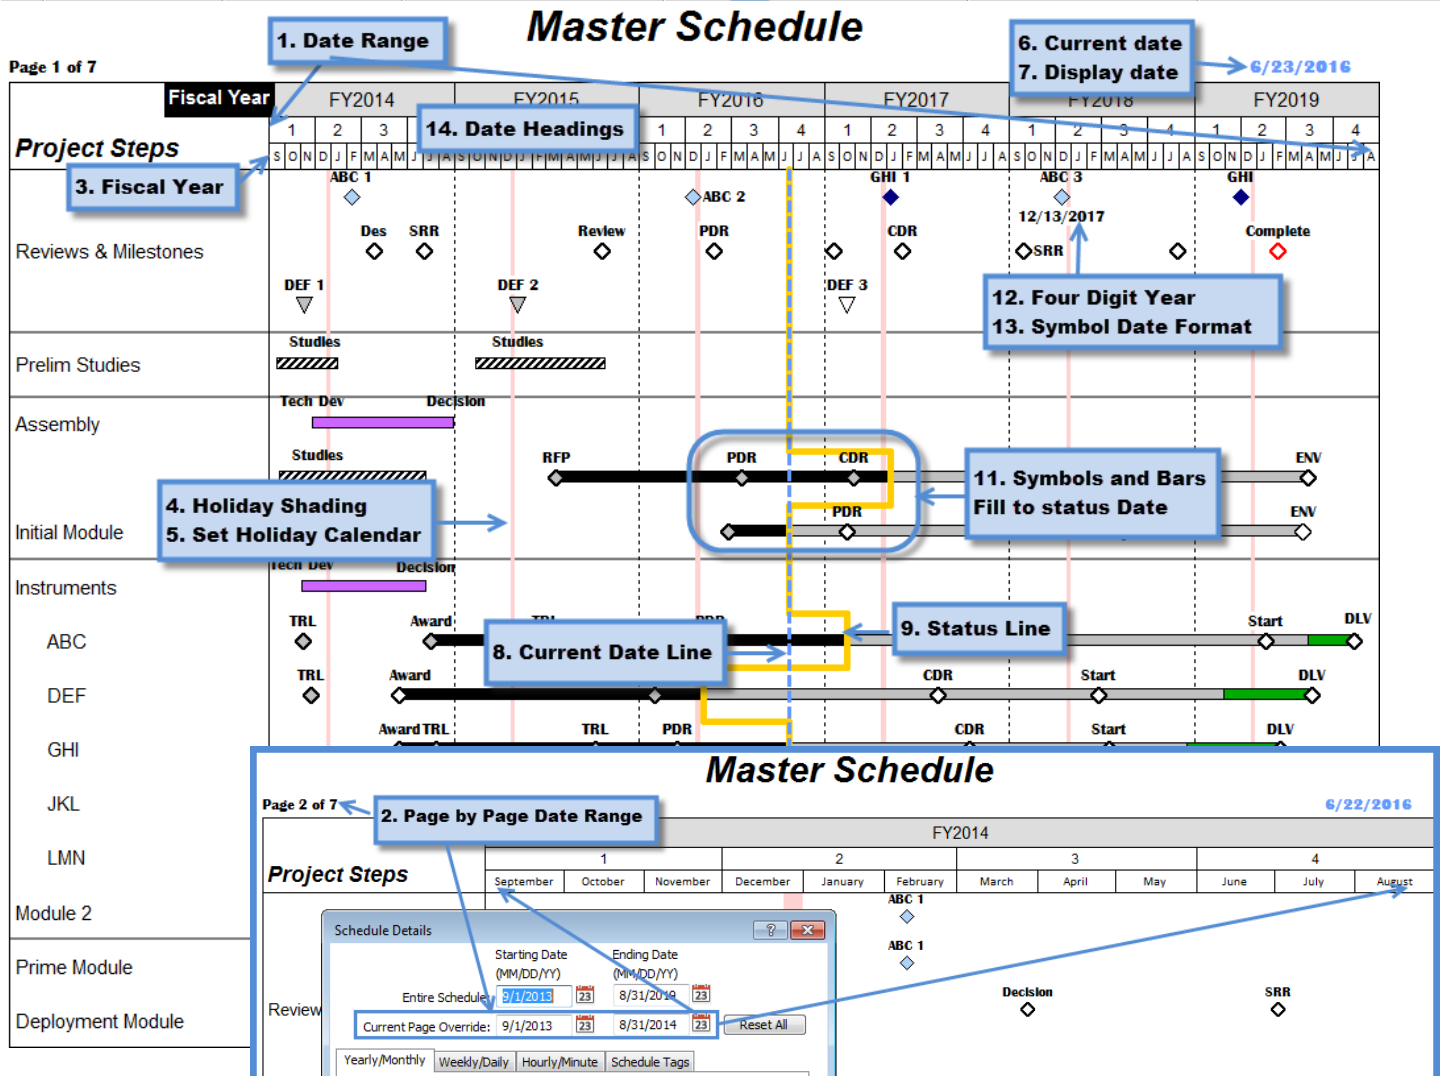 Master Schedule
1. Date Range
6. Current date
7. Display date
Page 1 of 7
6/23/2016
Fiscal Year FY2014 FY2015 FY2016 FY2017 FY2018 FY2019
14. Date Headings
1 2 3 1 2 3 4 1 2 3 4 1 2 3 4 1 2 3 4
Project Steps
S O N D J F M A M J J A S O N D J F M A M J J A S O N D J F M A M J J A S O N D J F M A M J J A S O N D J F M A M J J A S O N D J F M A M J J A
3. Fiscal Year
ABC 1 GHI 1 ABC 3 GHI
ABC 2
12/13/2017
Des SRR Review PDR CDR Complete
Reviews & Milestones
SRR
DEF 1 DEF 2 DEF 3
12. Four Digit Year
13. Symbol Date Format
Studies Studies
Prelim Studies
Tech Dev Decision
Assembly
Studies RFP PDR CDR ENV
11. Symbols and Bars
Fill to status Date
4. Holiday Shading
5. Set Holiday Calendar
PDR ENV
Initial Module
Tech Dev Decision
Instruments
TRL Award TRL PDR Start DLV
ABC
9. Status Line
8. Current Date Line
TRL Award CDR Start DLV
DEF
Award TRL TRL PDR CDR Start DLV
GHI
JKL
LMN
Module 2
Prime Module
Deployment Module
Master Schedule
Page 2 of 7
6/22/2016
2. Page by Page Date Range
FY2014
1 2 3 4
Project Steps
September October November December January February March April May June July August
ABC 1
ABC 1
Decision SRR
Review
Schedule Details
?
Starting Date Ending Date
(MM/DD/YY) (MM/DD/YY)
Entire Schedule: 9/1/2013 23 8/31/2019 23
Current Page Override: 9/1/2013 23 8/31/2014 23 Reset All
Yearly/Monthly Weekly/Daily Hourly/Minute Schedule Tags